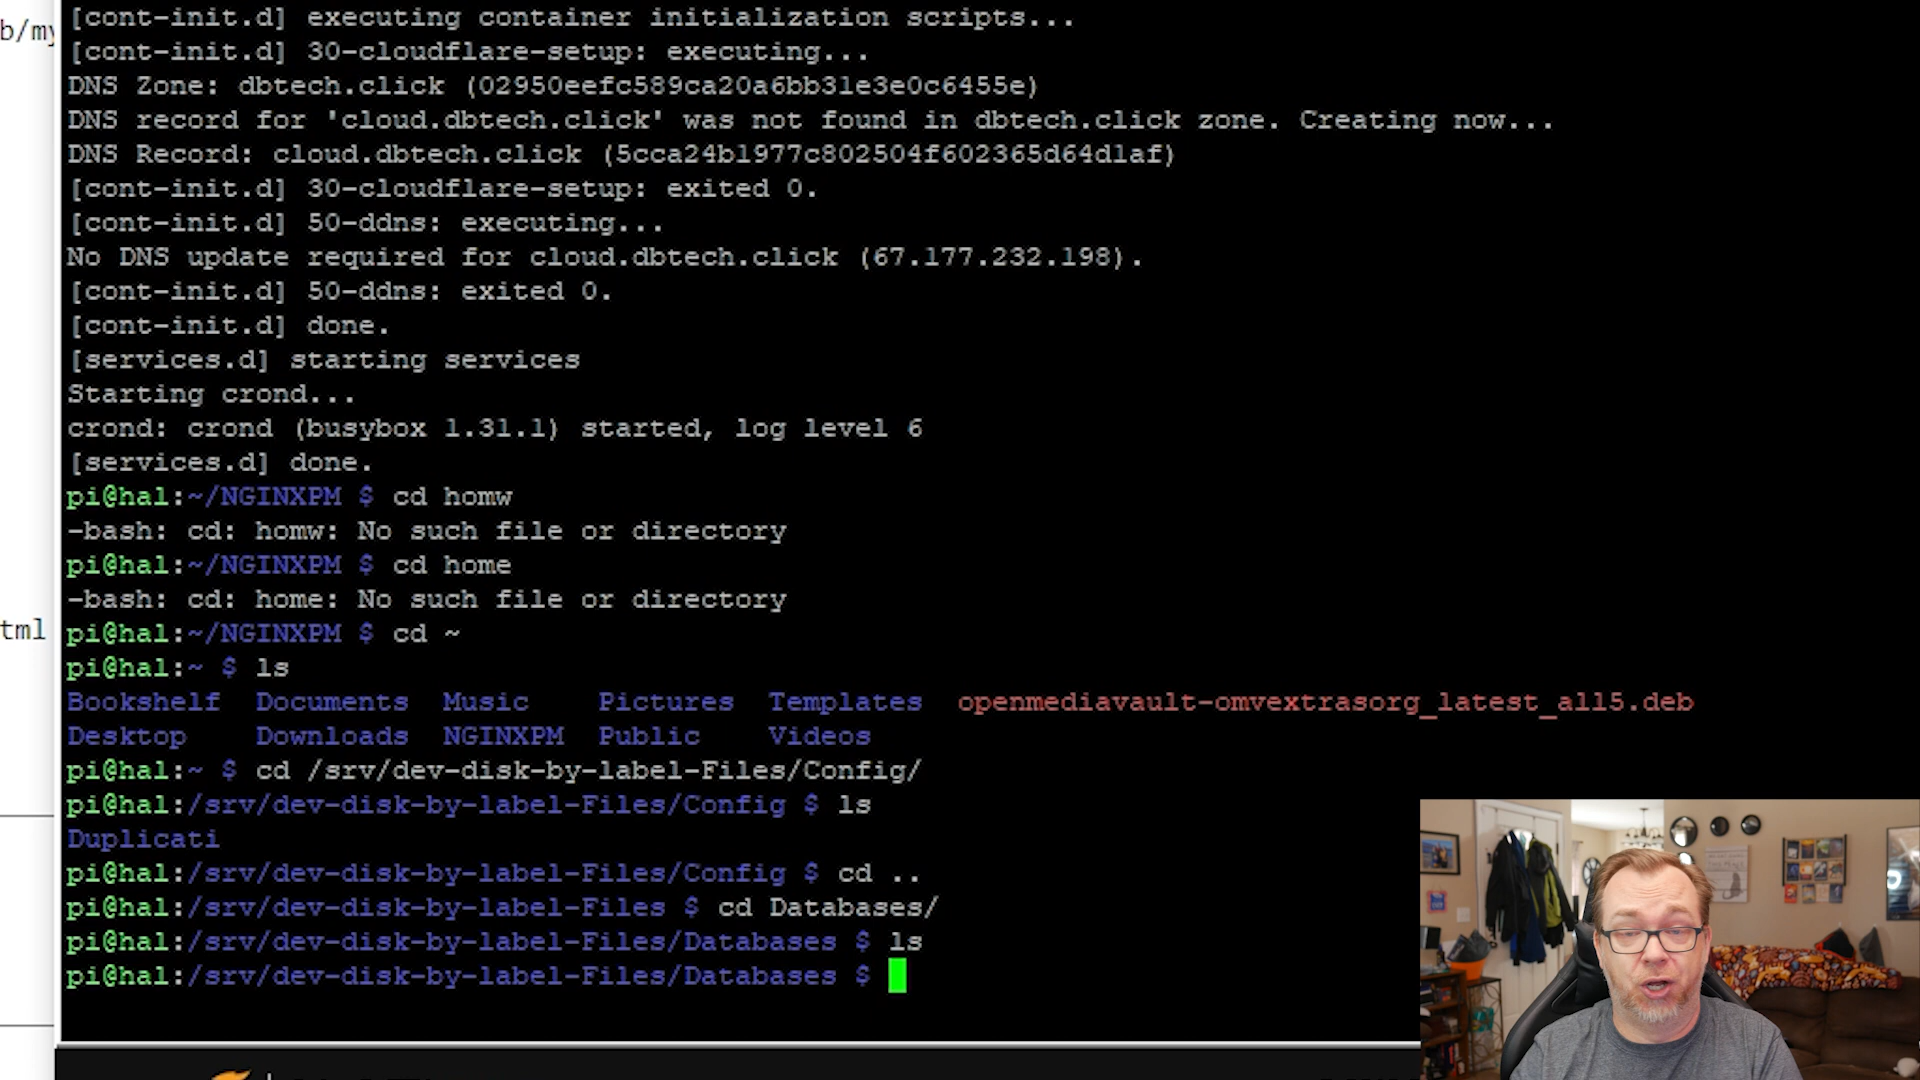 b/my
[cont-init.d] executing container initialization scripts...
[cont-init.d] 30-cloudflare-setup: executing...
DNS Zone: dbtech.click (02950eefc589ca20a6bb31e3e0c6455e)
DNS record for 'cloud.dbtech.click' was not found in dbtech.click zone. Creating now...
DNS Record: cloud.dbtech.click (5cca24b1977c802504f602365d64d1af)
[cont-init.d] 30-cloudflare-setup: exited 0.
[cont-init.d] 50-ddns: executing...
No DNS update required for cloud.dbtech.click (67.177.232.198).
[cont-init.d] 50-ddns: exited 0.
[cont-init.d] done.
[services.d] starting services
Starting crond...
crond: crond (busybox 1.31.1) started, log level 6
[services.d] done.
pi@hal:~/NGINXPM $ cd homw
-bash: cd: homw: No such file or directory
pi@hal:~/NGINXPM $ cd home
-bash: cd: home: No such file or directory
tml
pi@hal:~/NGINXPM $ cd ~
pi@hal:~ $ ls
Bookshelf Documents Music Pictures Templates openmediavault-omvextrasorg_latest_all5.deb
Desktop Downloads NGINXPM Public Videos
pi@hal:~ $ cd /srv/dev-disk-by-label-Files/Config/
pi@hal:/srv/dev-disk-by-label-Files/Config $ ls
Duplicati
pi@hal:/srv/dev-disk-by-label-Files/Config $ cd ..
pi@hal:/srv/dev-disk-by-label-Files $ cd Databases/
pi@hal:/srv/dev-disk-by-label-Files/Databases $ ls
pi@hal:/srv/dev-disk-by-label-Files/Databases $